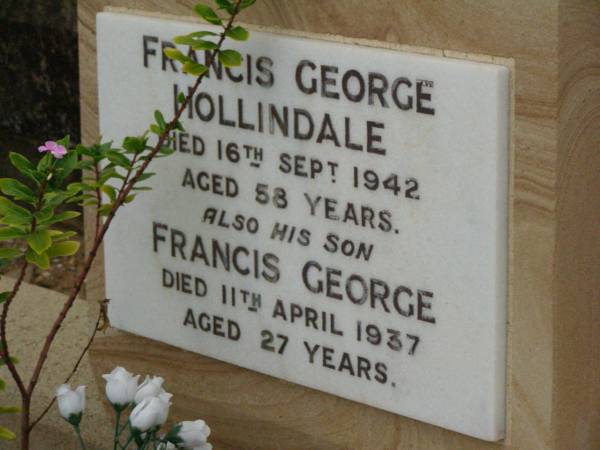 FRANCIS GEORGE
HOLLINDALE
DIED 16TH SEPT. 1942
AGED 58 YEARS.
ALSO HIS SON
FRANCIS GEORGE
DIED 11TH APRIL 1937
AGED 27 YEARS.